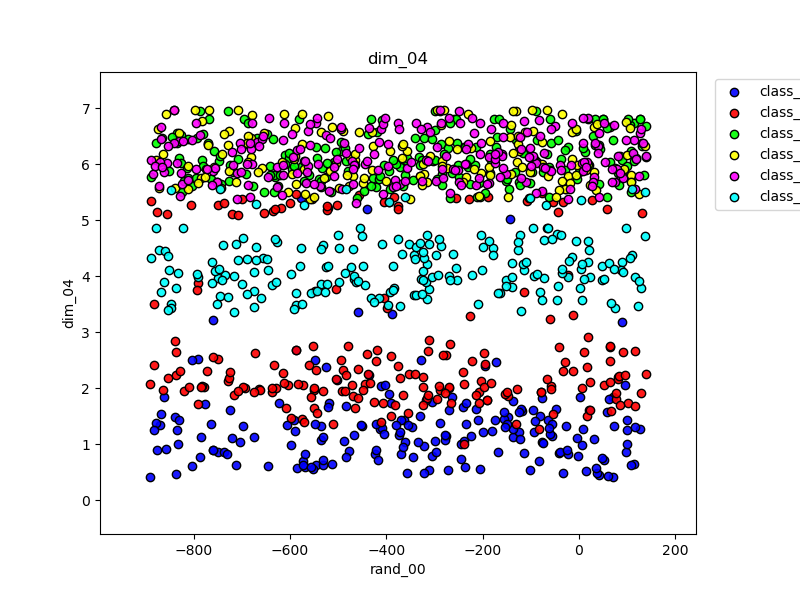 dim_04
class_
class_
class_
class_
class_
class_
7
6
5
4
3
2
1
0
dim_04
−800
−600
−400
−200
0
200
rand_00